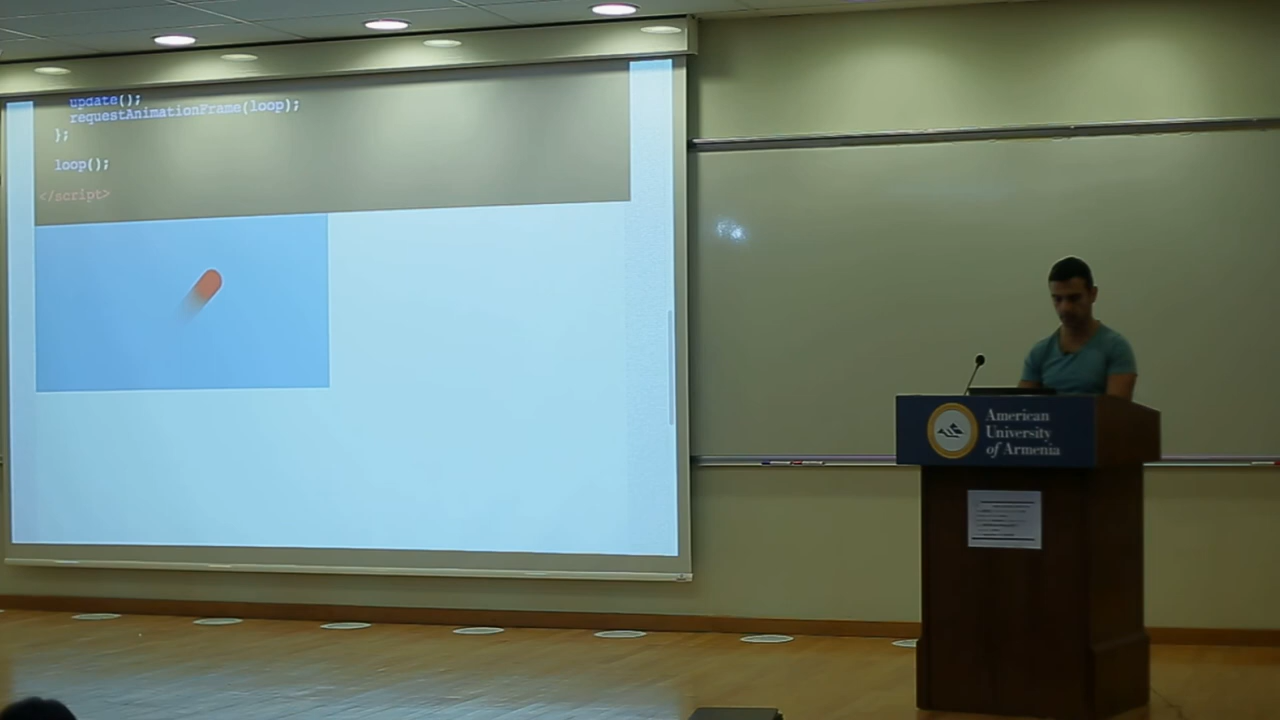 update();
requestAnimationFrame(loop);
};
loop();
</script>
American
University
of Armenia